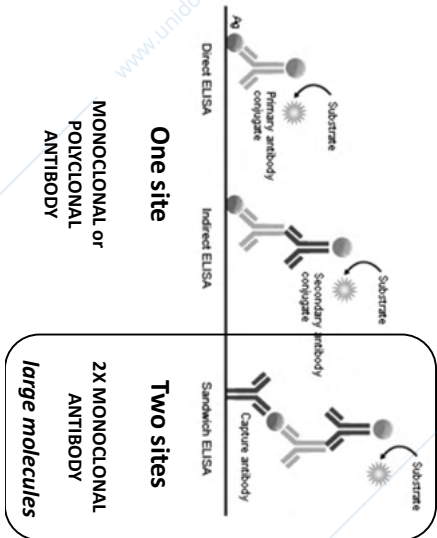 Substrate
Primary antibody
conjugate
Ag
Direct ELISA
Substrate
Secondary antibody
conjugate
Indirect ELISA
Substrate
Capture antibody
Sandwich ELISA
One site
MONOCLONAL or
POLYCLONAL
ANTIBODY
Two sites
2X MONOCLONAL
ANTIBODY
large molecules